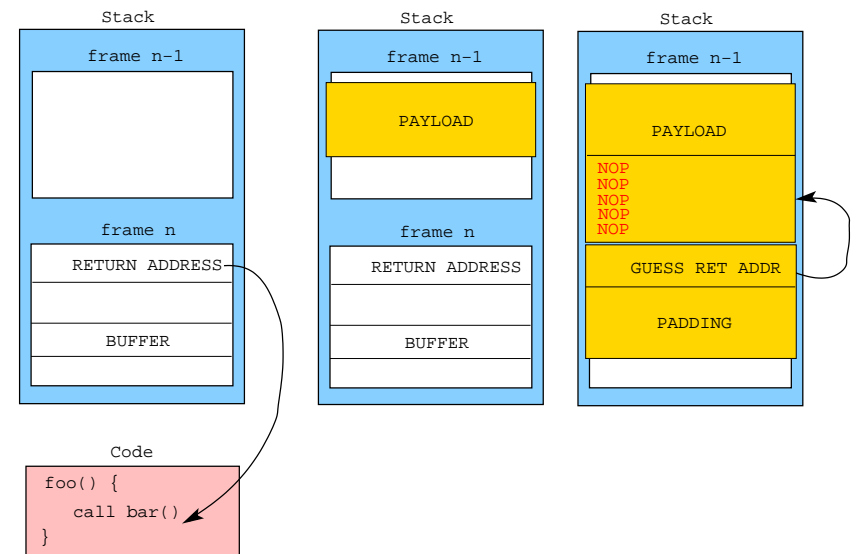 Stack
frame n-1
frame n
RETURN ADDRESS
BUFFER
Code
foo() {
call bar()
}
Stack
frame n-1
PAYLOAD
frame n
RETURN ADDRESS
BUFFER
Stack
frame n-1
PAYLOAD
NOP
NOP
NOP
NOP
NOP
GUESS RET ADDR
PADDING